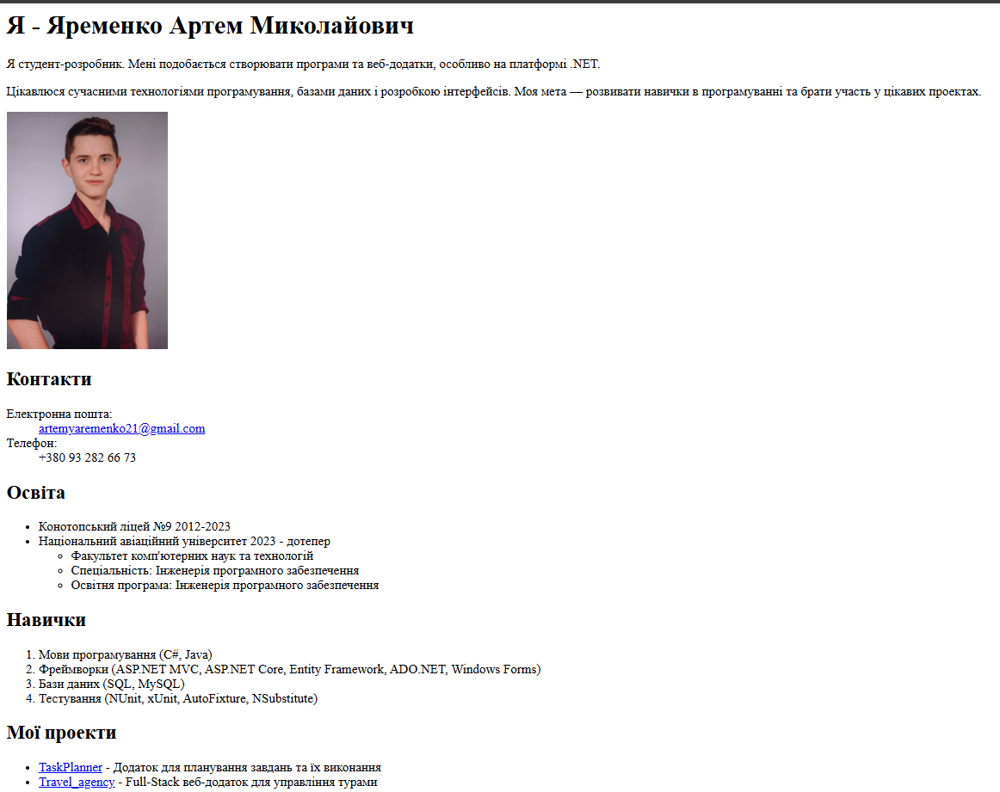 Я - Яременко Артем Миколайович
Я студент-розробник. Мені подобається створювати програми та веб-додатки, особливо на платформі .NET.
Цікавлюся сучасними технологіями програмування, базами даних і розробкою інтерфейсів. Моя мета — розвивати навички в програмуванні та брати участь у цікавих проектах.
Контакти
Електронна пошта:
artemyaremenko21@gmail.com
Телефон:
+380 93 282 66 73
Освіта
• Конотопський ліцей №9 2012-2023
• Національний авіаційний університет 2023 - дотепер
◦ Факультет комп'ютерних наук та технологій
◦ Спеціальність: Інженерія програмного забезпечення
◦ Освітня програма: Інженерія програмного забезпечення
Навички
1. Мови програмування (C#, Java)
2. Фреймворки (ASP.NET MVC, ASP.NET Core, Entity Framework, ADO.NET, Windows Forms)
3. Бази даних (SQL, MySQL)
4. Тестування (NUnit, xUnit, AutoFixture, NSubstitute)
Мої проекти
• TaskPlanner - Додаток для планування завдань та їх виконання
• Travel_agency - Full-Stack веб-додаток для управління турами